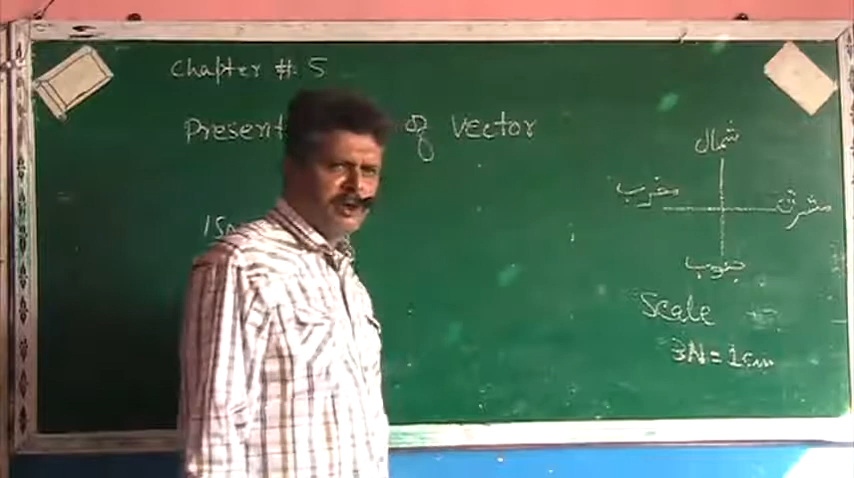 Chapter # 5
Present of Vector
شمال
مغرب
مشرق
جنوب
Scale
3N = 1cm